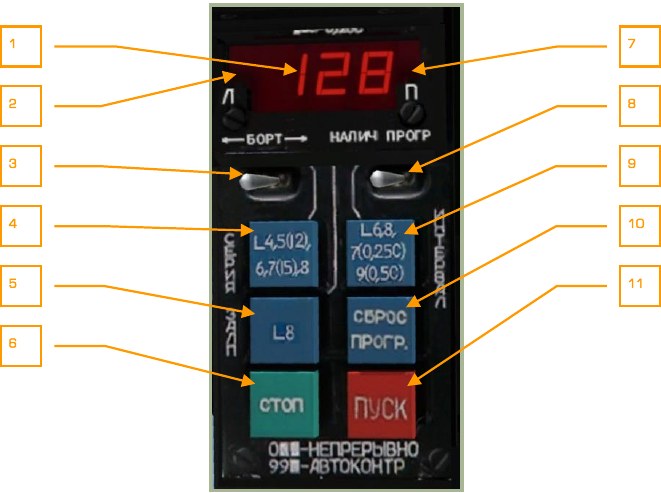 1
7
128
2
8
Л
П
БОРТ
НАЛИЧ ПРОГР
3
9
4
10
СЕРИЯ
L4,5(12),
6,7(15),8
L6,8,
7(0,25С)
9(0,5С)
ИНТЕРВАЛ
5
11
ЗАЛП
L8
СБРОС
ПРОГР.
6
СТОП
ПУСК
0■■-НЕПРЕРЫВНО
99■-АВТОКОНТР